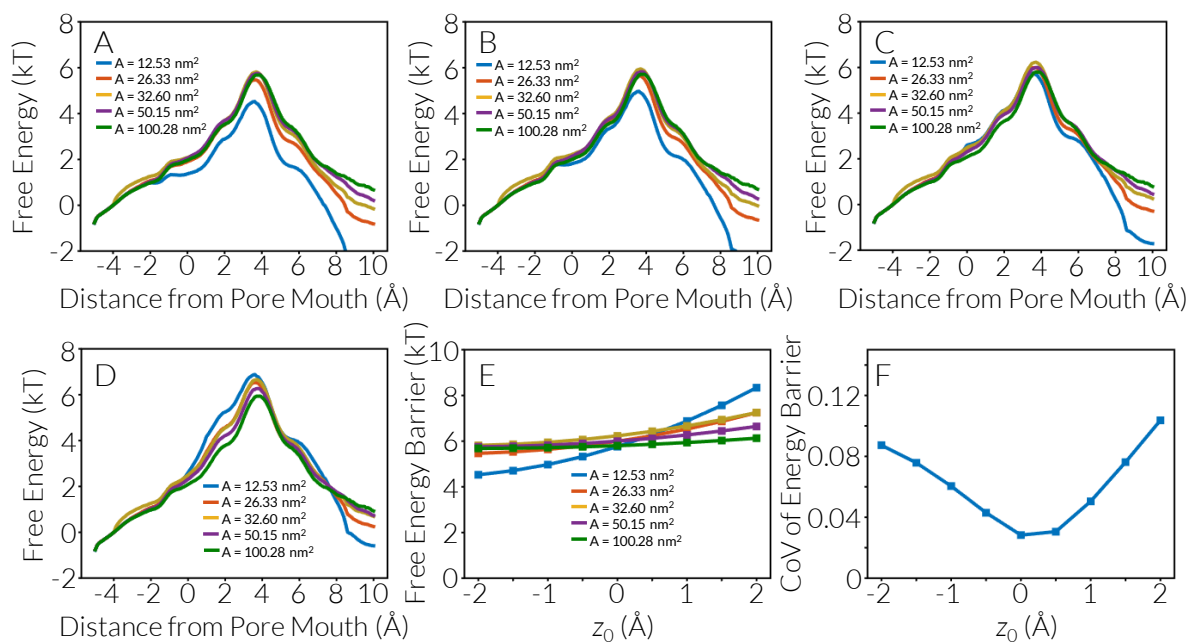 A
Free Energy (kT)
8
6
4
2
0
-2
A = 12.53 nm²
A = 26.33 nm²
A = 32.60 nm²
A = 50.15 nm²
A = 100.28 nm²
-4 -2 0 2 4 6 8 10
Distance from Pore Mouth (Å)
B
Free Energy (kT)
8
6
4
2
0
-2
A = 12.53 nm²
A = 26.33 nm²
A = 32.60 nm²
A = 50.15 nm²
A = 100.28 nm²
-4 -2 0 2 4 6 8 10
Distance from Pore Mouth (Å)
C
Free Energy (kT)
8
6
4
2
0
-2
A = 12.53 nm²
A = 26.33 nm²
A = 32.60 nm²
A = 50.15 nm²
A = 100.28 nm²
-4 -2 0 2 4 6 8 10
Distance from Pore Mouth (Å)
D
Free Energy (kT)
8
6
4
2
0
-2
A = 12.53 nm²
A = 26.33 nm²
A = 32.60 nm²
A = 50.15 nm²
A = 100.28 nm²
-4 -2 0 2 4 6 8 10
Distance from Pore Mouth (Å)
E
Free Energy Barrier (kT)
10
8
6
4
2
0
A = 12.53 nm²
A = 26.33 nm²
A = 32.60 nm²
A = 50.15 nm²
A = 100.28 nm²
-2 -1 0 1 2
z₀ (Å)
F
CoV of Energy Barrier
0.12
0.08
0.04
0
-2 -1 0 1 2
z₀ (Å)